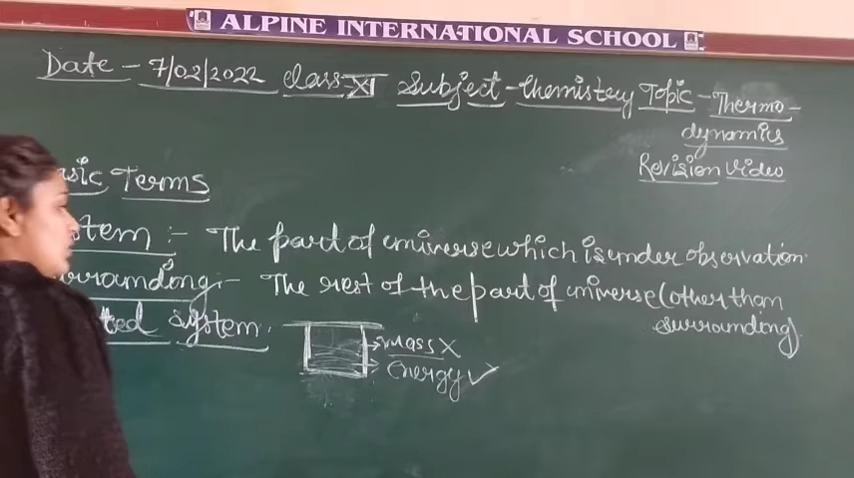 ALPINE INTERNATIONAL SCHOOL
Date - 7/02/2022 Class-XI Subject - Chemistry Topic - Thermo-
dynamics
Revision Video
asic Terms
stem :- The part of universe which is under observation.
urrounding :- The rest of the part of universe (other than
surrounding)
ted system.
→ Mass X
→ Energy ✓